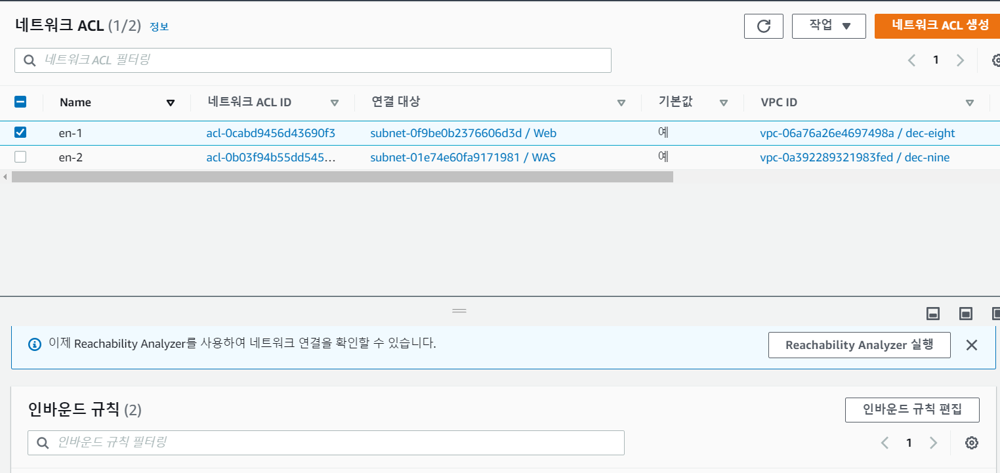 네트워크 ACL (1/2) 정보
작업 ▼
네트워크 ACL 생성
네트워크 ACL 필터링
1
Name 네트워크 ACL ID 연결 대상 기본값 VPC ID
en-1 acl-0cabd9456d43690f3 subnet-0f9be0b2376606d3d / Web 예 vpc-06a76a26e4697498a / dec-eight
en-2 acl-0b03f94b55dd545... subnet-01e74e60fa9171981 / WAS 예 vpc-0a392289321983fed / dec-nine
이제 Reachability Analyzer를 사용하여 네트워크 연결을 확인할 수 있습니다.
Reachability Analyzer 실행
인바운드 규칙 (2)
인바운드 규칙 편집
인바운드 규칙 필터링
1